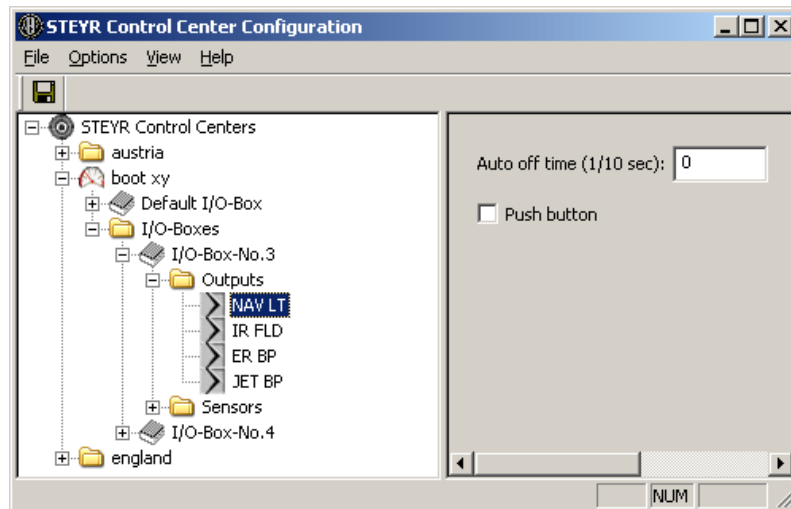 STEYR Control Center Configuration
File Options View Help
STEYR Control Centers
austria
boot xy
Default I/O-Box
I/O-Boxes
I/O-Box-No.3
Outputs
NAV LT
IR FLD
ER BP
JET BP
Sensors
I/O-Box-No.4
england
Auto off time (1/10 sec): 0
Push button
NUM